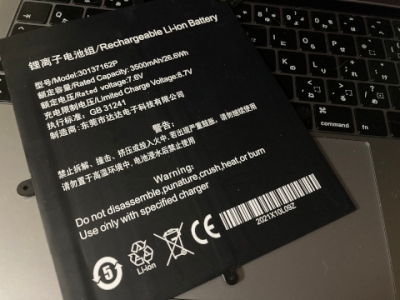 锂离子电池组/Rechargeable Li-ion Battery
型号/Model:30137162P
额定容量/Rated Capacity: 3500mAh/26.6Wh
额定电压/Rated voltage:7.6V
充电限制电压/Limited Charge Voltage:8.7V
执行标准: GB 31241
制造商:东莞市达达电子科技有限公司
警告:
禁止拆解、撞击、挤压或投入火中,若出现严重鼓胀、请勿继续使用
请勿置于高温环境中,电池浸水后禁止使用
Do not disassemble,punature,crush,heat or burn
Use only with specified charger
5
Li-ion
CE
2021X10L09Z